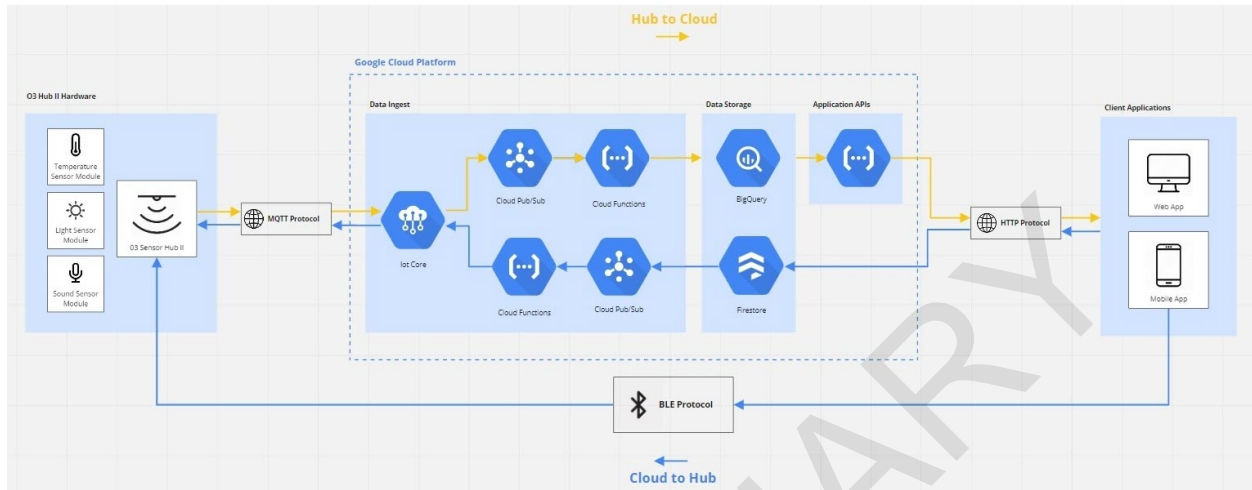 Hub to Cloud
Google Cloud Platform
O3 Hub II Hardware
Data Ingest
Data Storage
Application APIs
Client Applications
Temperature
Sensor Module
Light Sensor
Module
Sound Sensor
Module
03 Sensor Hub II
MQTT Protocol
Iot Core
Cloud Pub/Sub
Cloud Functions
BigQuery
Cloud Functions
Cloud Pub/Sub
Firestore
HTTP Protocol
Web App
Mobile App
BLE Protocol
Cloud to Hub
ARY